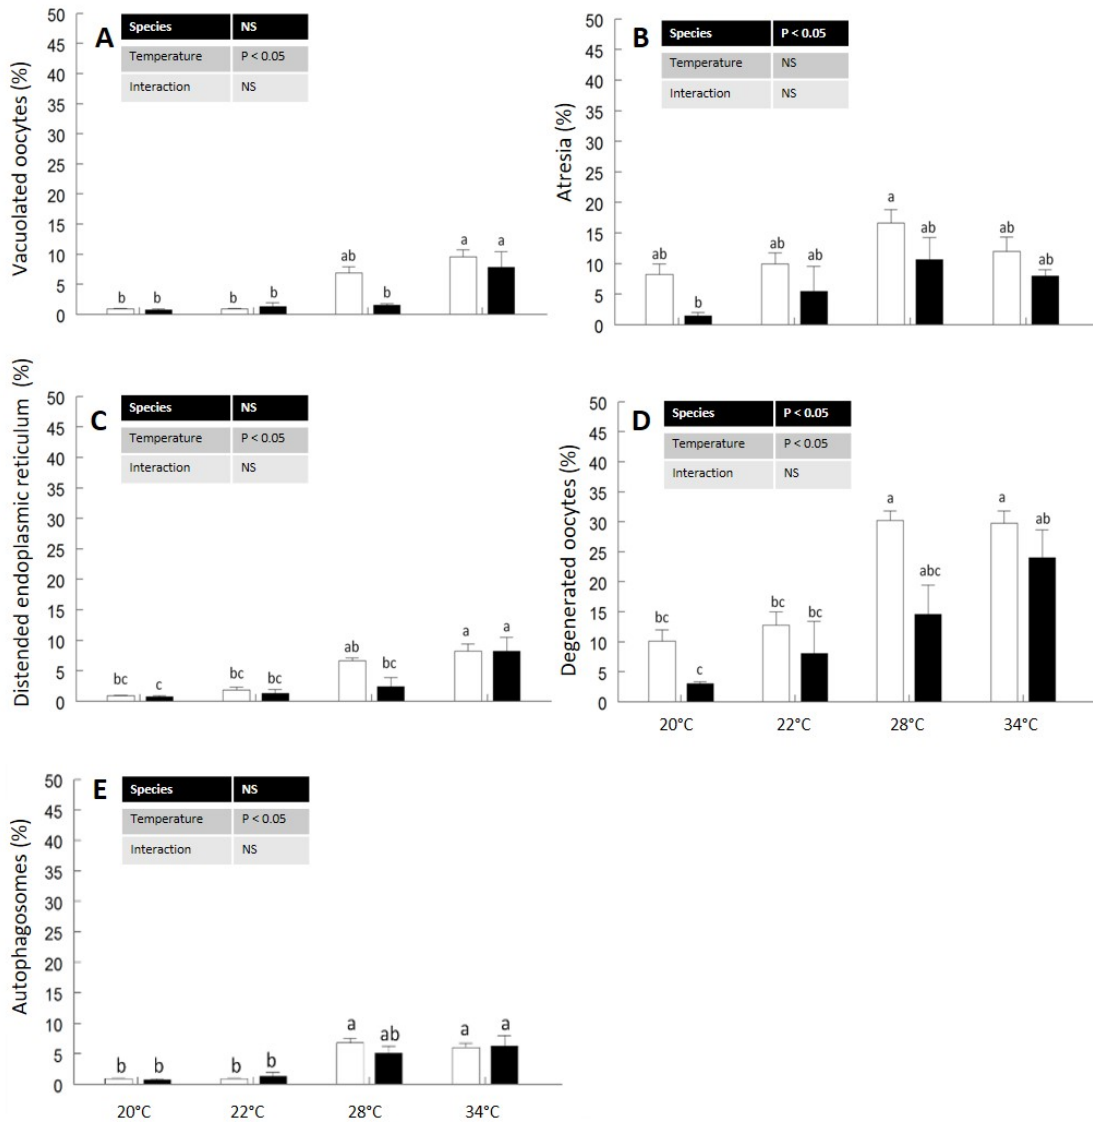 A
Species NS
Temperature P < 0.05
Interaction NS
Vacuolated oocytes (%)
50
45
40
35
30
25
20
15
10
5
0
b b b b ab b a a
B
Species P < 0.05
Temperature NS
Interaction NS
Atresia (%)
50
45
40
35
30
25
20
15
10
5
0
ab b ab ab a ab ab ab
C
Species NS
Temperature P < 0.05
Interaction NS
Distended endoplasmic reticulum (%)
50
45
40
35
30
25
20
15
10
5
0
bc c bc bc ab bc a a
D
Species P < 0.05
Temperature P < 0.05
Interaction NS
Degenerated oocytes (%)
50
45
40
35
30
25
20
15
10
5
0
bc c bc bc a abc a ab
20°C 22°C 28°C 34°C
E
Species NS
Temperature P < 0.05
Interaction NS
Autophagosomes (%)
50
45
40
35
30
25
20
15
10
5
0
b b b b a ab a a
20°C 22°C 28°C 34°C